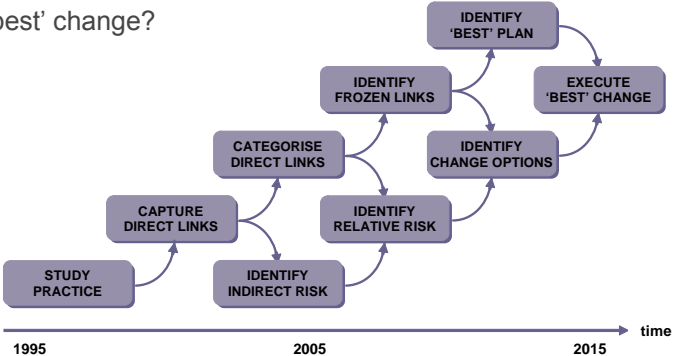 best’ change?
IDENTIFY
‘BEST’ PLAN
IDENTIFY
FROZEN LINKS
EXECUTE
‘BEST’ CHANGE
CATEGORISE
DIRECT LINKS
IDENTIFY
CHANGE OPTIONS
CAPTURE
DIRECT LINKS
IDENTIFY
RELATIVE RISK
STUDY
PRACTICE
IDENTIFY
INDIRECT RISK
time
1995
2005
2015